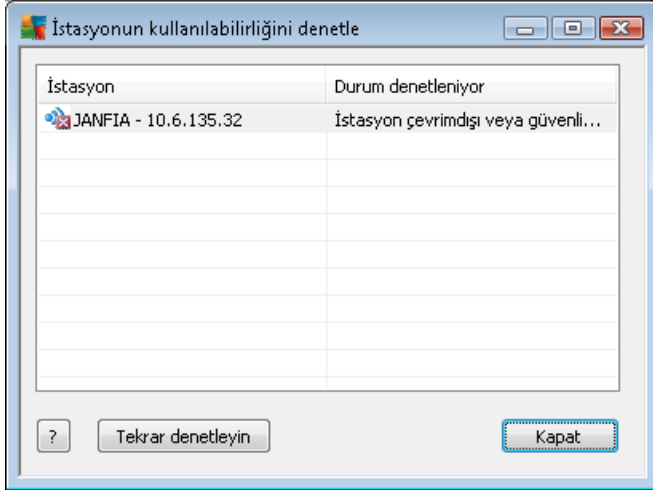 İstasyonun kullanılabilirliğini denetle
İstasyon Durum denetleniyor
JANFIA - 10.6.135.32 İstasyon çevrimdışı veya güvenli...
? Tekrar denetleyin Kapat